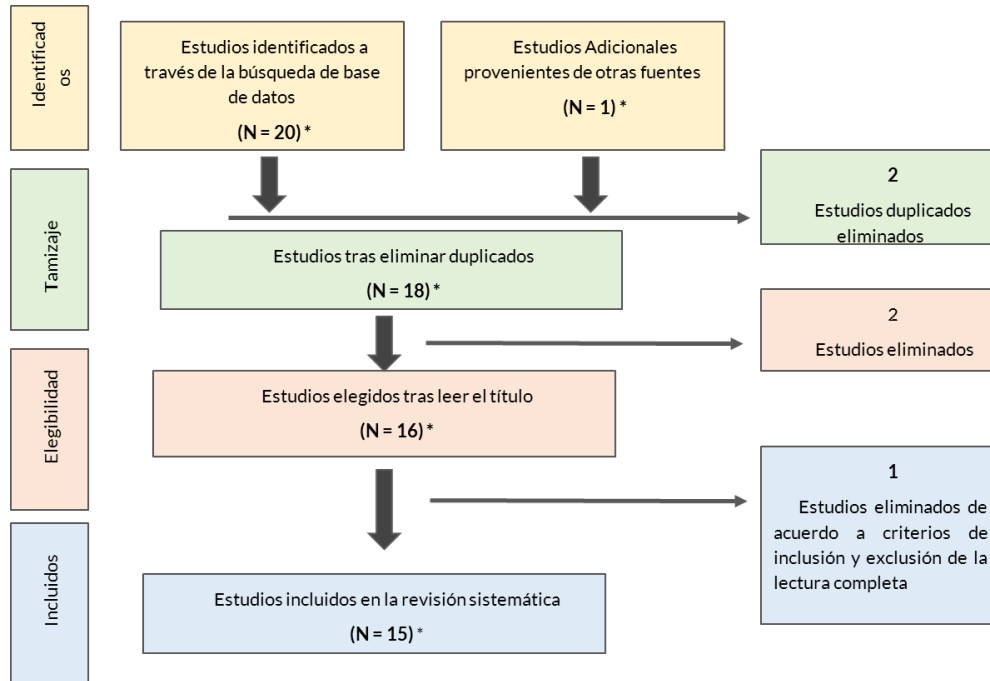 Identificad
os
Estudios identificados a
través de la búsqueda de base
de datos
(N = 20) *
Estudios Adicionales
provenientes de otras fuentes
(N = 1) *
Tamizaje
2
Estudios duplicados
eliminados
Estudios tras eliminar duplicados
(N = 18) *
Elegibilidad
2
Estudios eliminados
Estudios elegidos tras leer el título
(N = 16) *
1
Estudios eliminados de
acuerdo a criterios de
inclusión y exclusión de la
lectura completa
Incluidos
Estudios incluidos en la revisión sistemática
(N = 15) *